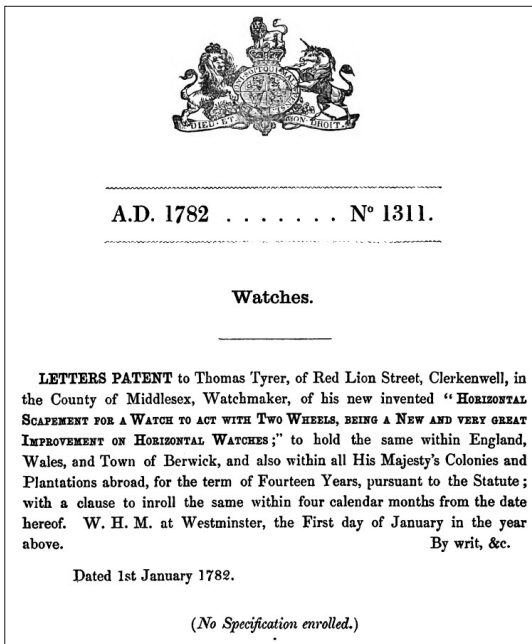 HONI SOIT QUI MAL
DIEU · ET MON · DROIT ·
A.D. 1782 . . . . . . . Nº 1311.
Watches.
LETTERS PATENT to Thomas Tyrer, of Red Lion Street, Clerkenwell, in
the County of Middlesex, Watchmaker, of his new invented " HORIZONTAL
SCAPEMENT FOR A WATCH TO ACT WITH TWO WHEELS, BEING A NEW AND VERY GREAT
IMPROVEMENT ON HORIZONTAL WATCHES ;" to hold the same within England,
Wales, and Town of Berwick, and also within all His Majesty's Colonies and
Plantations abroad, for the term of Fourteen Years, pursuant to the Statute ;
with a clause to inroll the same within four calendar months from the date
hereof. W. H. M. at Westminster, the First day of January in the year
above. By writ, &c.
Dated 1st January 1782.
(No Specification enrolled.)